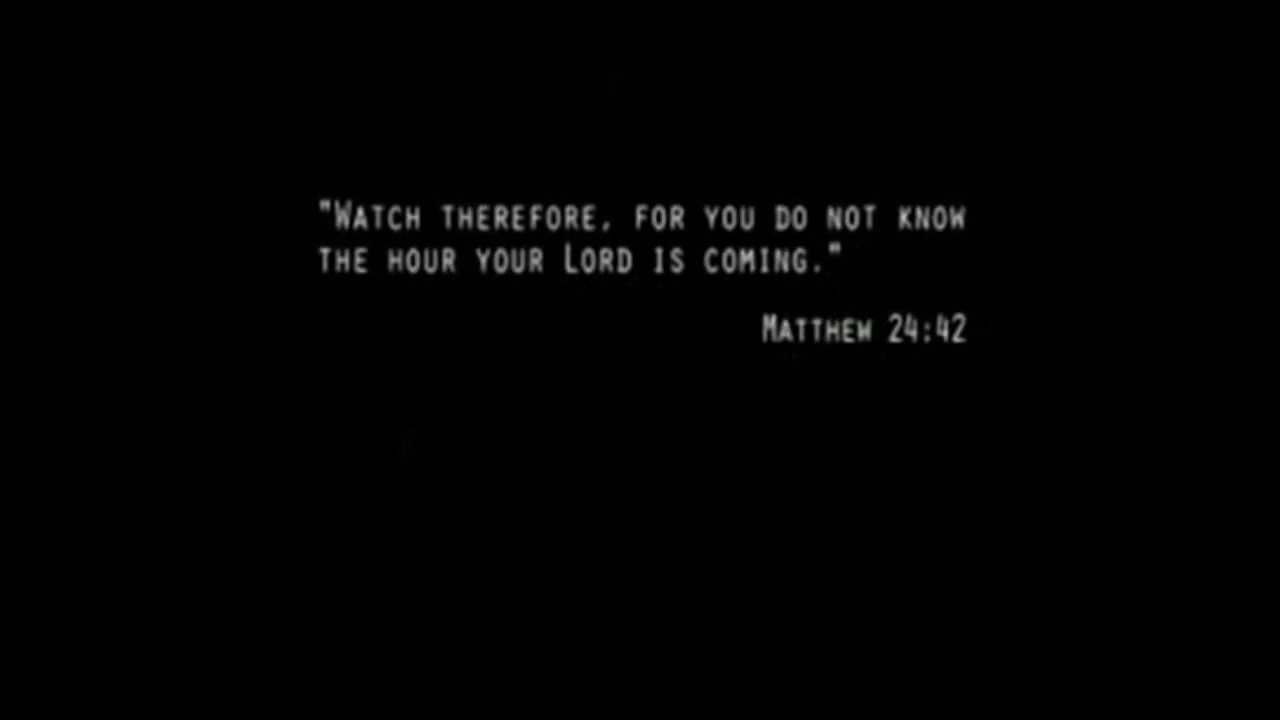 "Watch therefore, for you do not know
the hour your Lord is coming."
Matthew 24:42